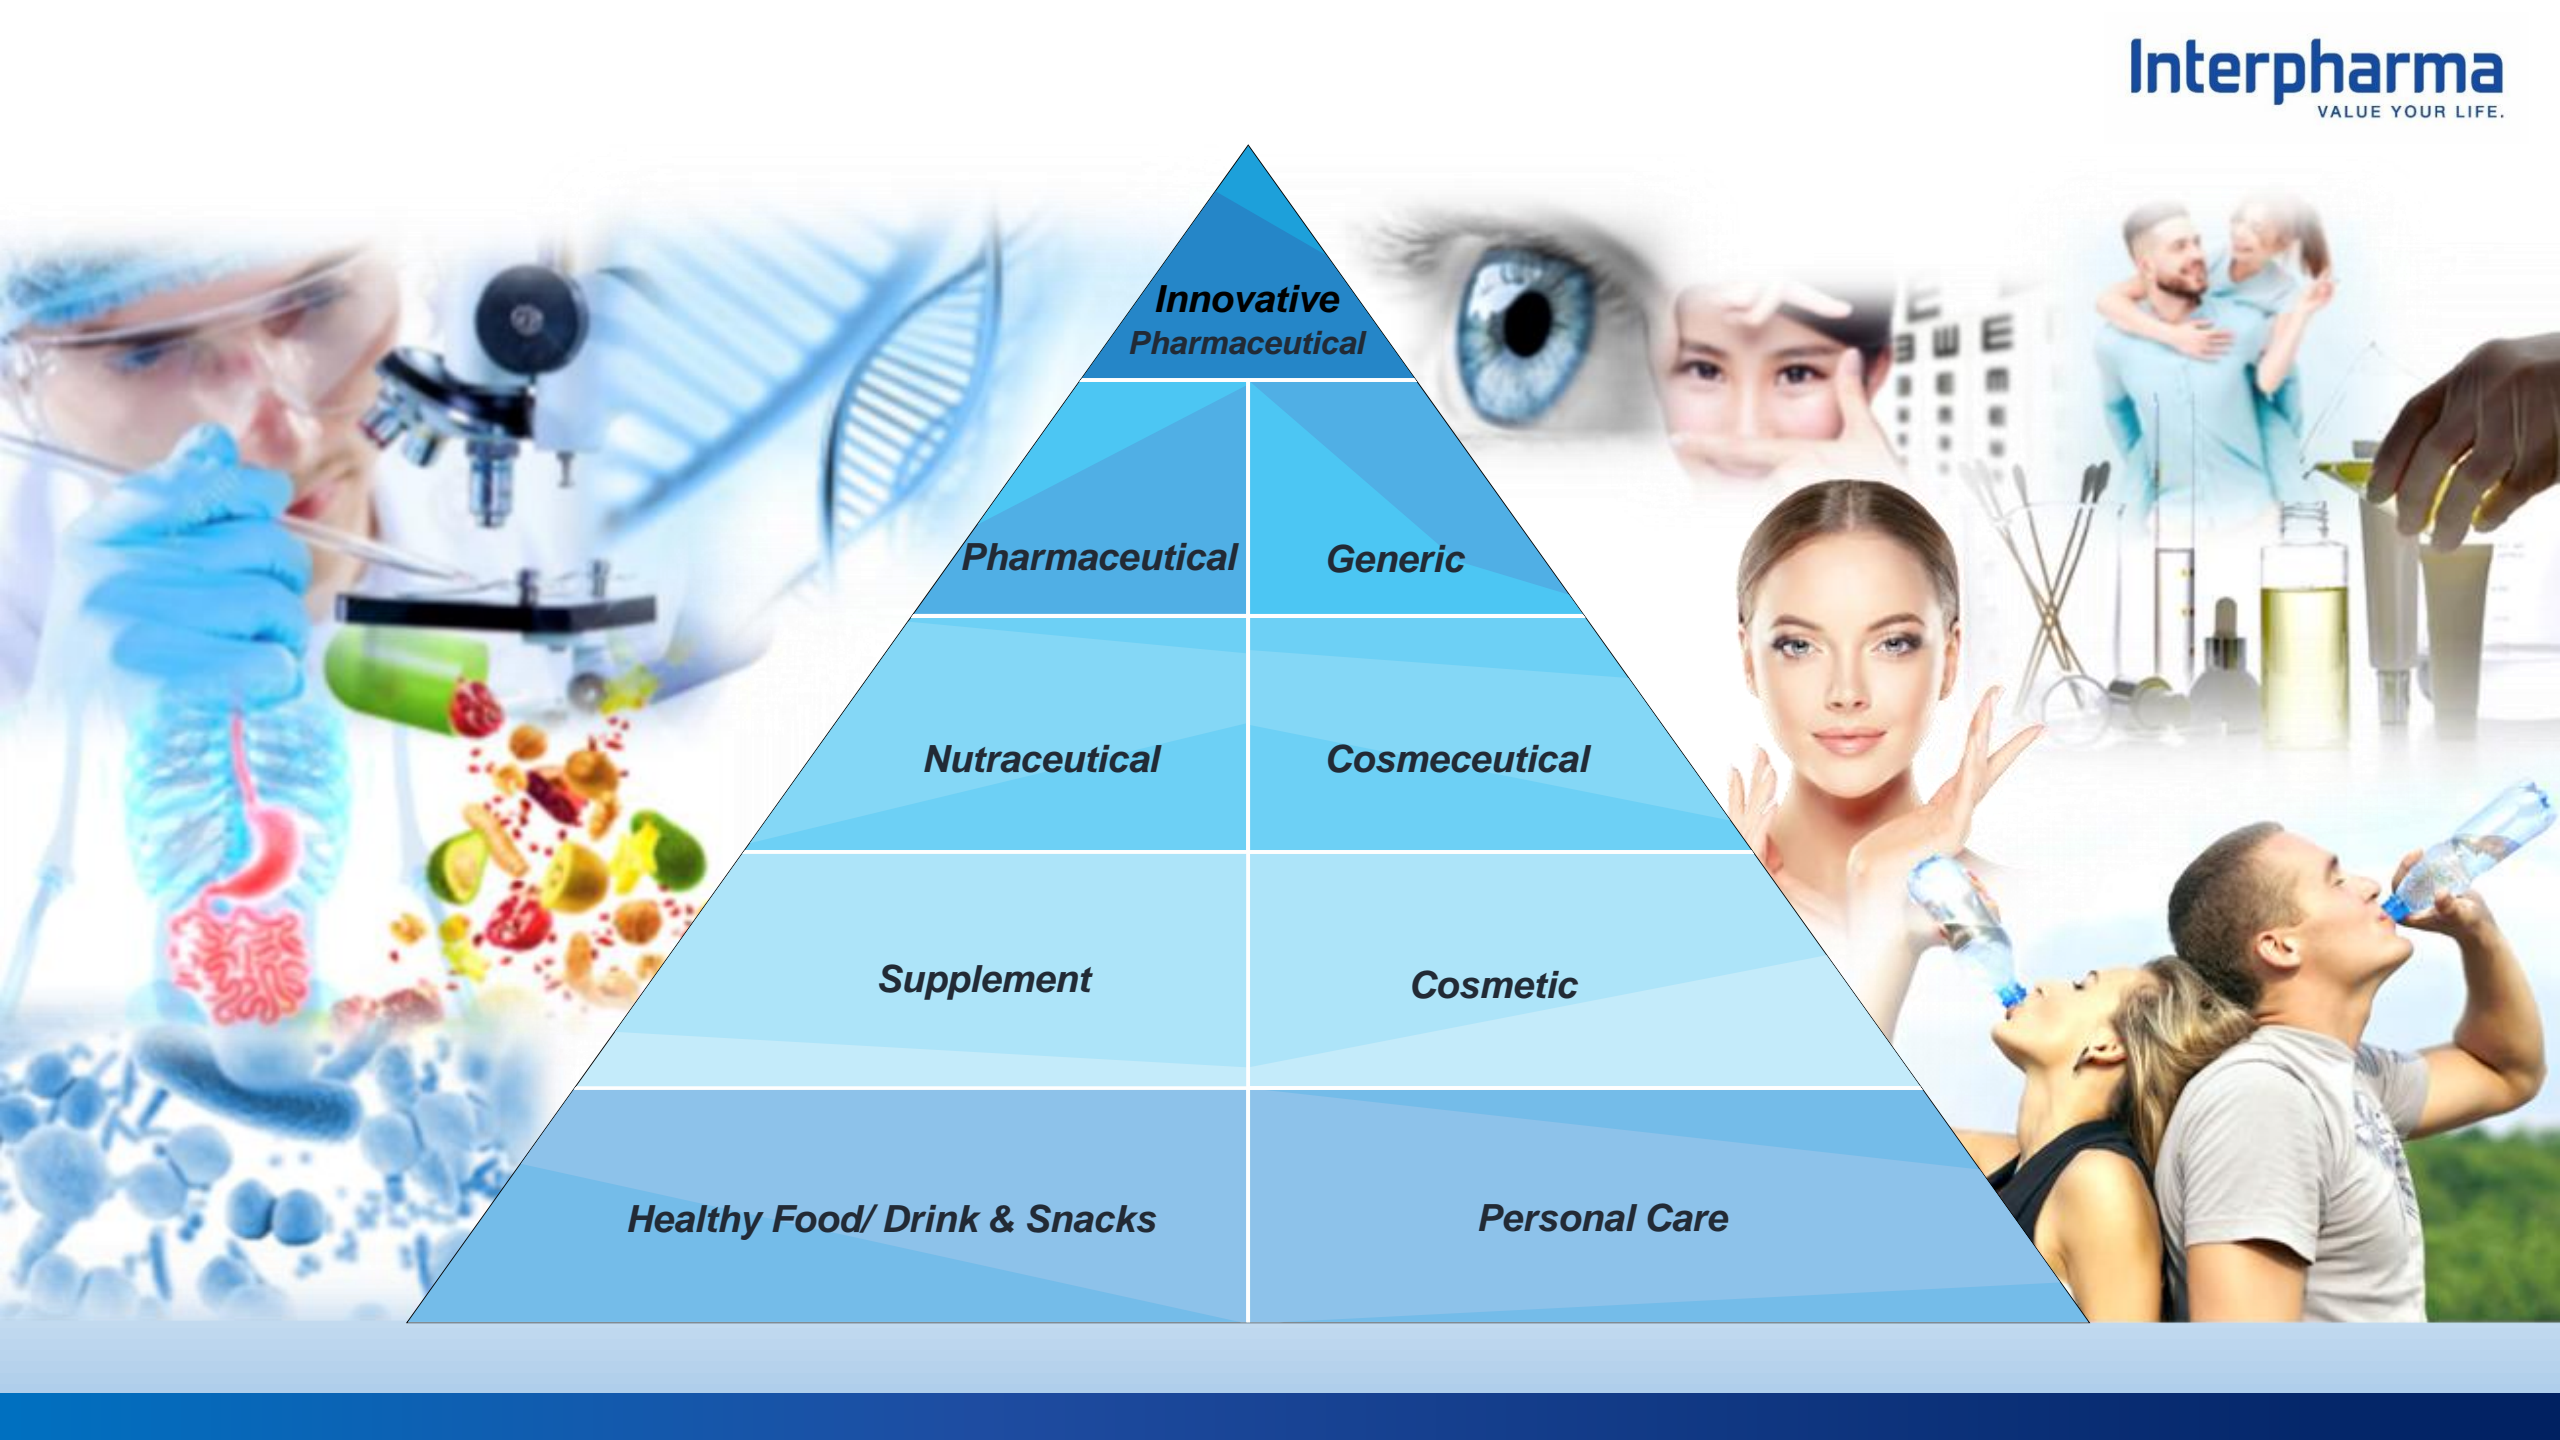 Interpharma
VALUE YOUR LIFE.
Innovative
Pharmaceutical
Pharmaceutical
Generic
Nutraceutical
Cosmeceutical
Supplement
Cosmetic
Healthy Food/ Drink & Snacks
Personal Care